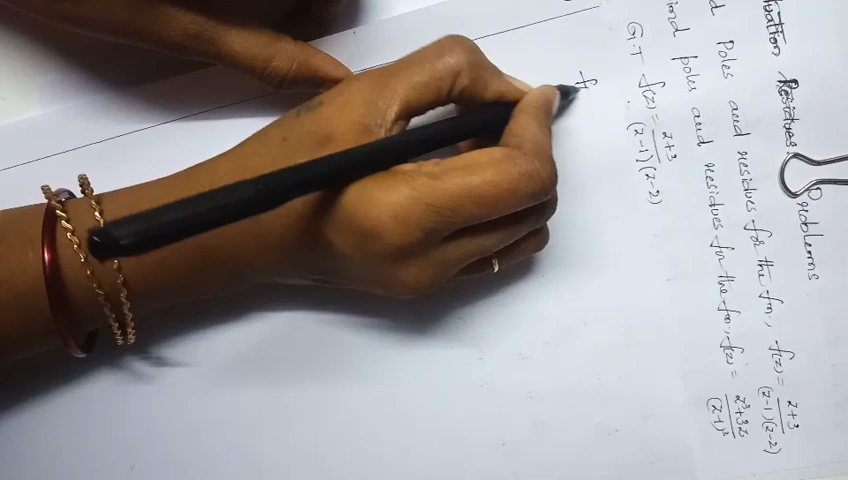 Residues. Problems
d Poles and residues for the fn, f(z) = z+3/(z-1)(z-2)
poles and residues for the fn, f(z) = z³+3z/(z-1)²
G.T f(z) = z+3/(z-1)(z-2)
f